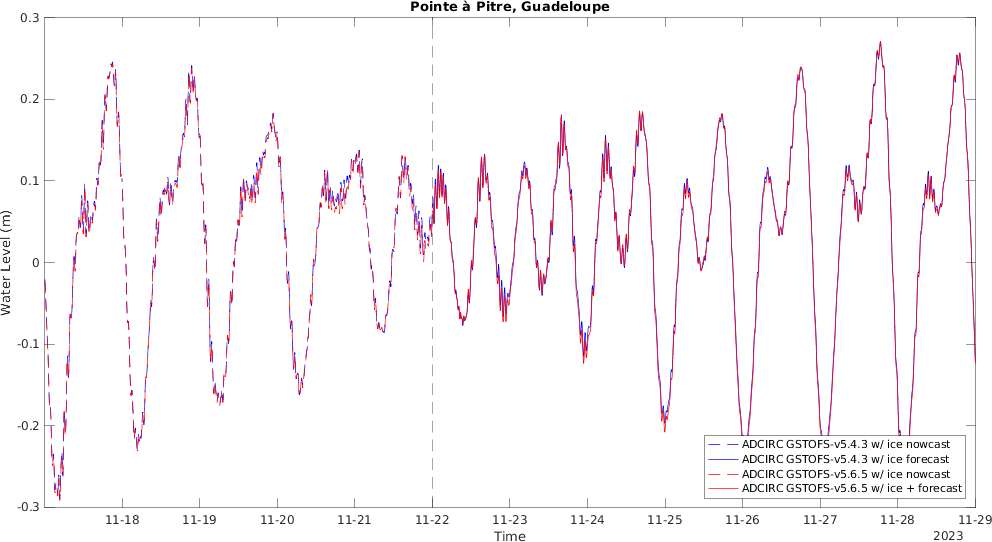 Pointe à Pitre, Guadeloupe
0.3
0.2
0.1
0
-0.1
-0.2
-0.3
Water Level (m)
11-18
11-19
11-20
11-21
11-22
11-23
11-24
11-25
11-26
11-27
11-28
11-29
Time
2023
ADCIRC GSTOFS-v5.4.3 w/ ice nowcast
ADCIRC GSTOFS-v5.4.3 w/ ice forecast
ADCIRC GSTOFS-v5.6.5 w/ ice nowcast
ADCIRC GSTOFS-v5.6.5 w/ ice + forecast